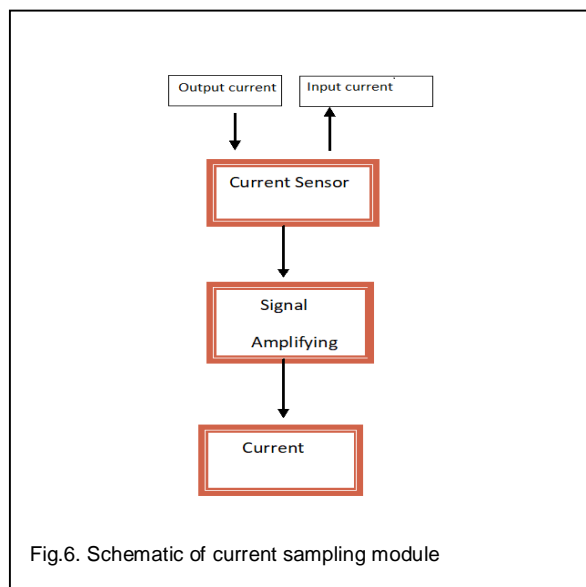 Output current
Input current
Current Sensor
Signal
Amplifying
Current
Fig.6. Schematic of current sampling module